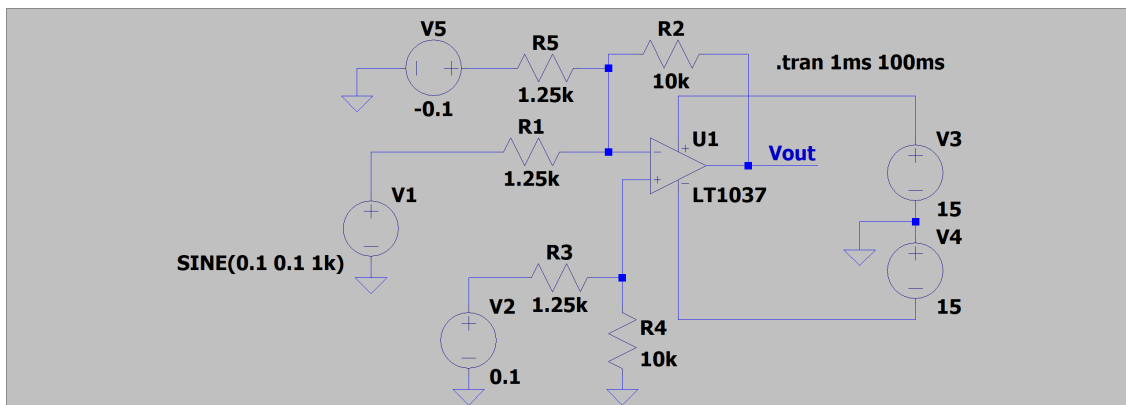 V5
R5
R2
.tran 1ms 100ms
-0.1
1.25k
10k
R1
U1
V3
Vout
1.25k
V1
LT1037
15
SINE(0.1 0.1 1k)
R3
V4
V2
1.25k
15
R4
10k
0.1